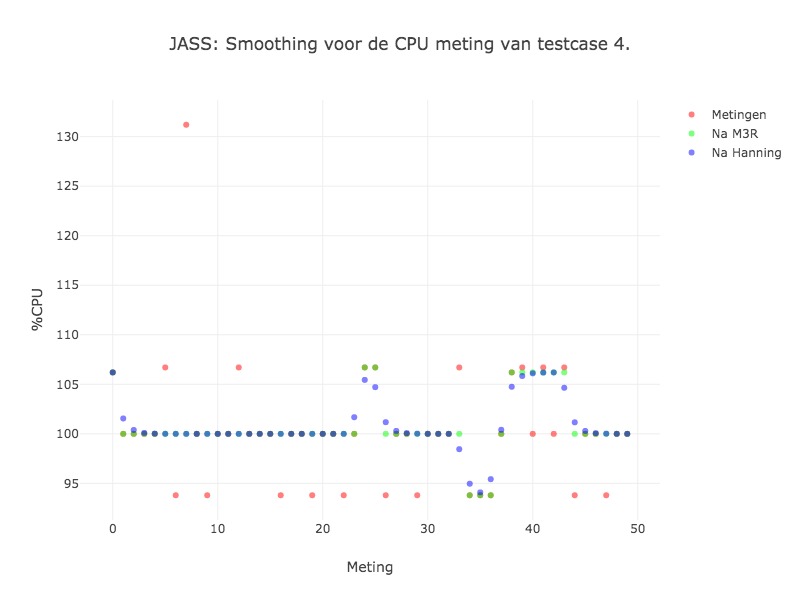 JASS: Smoothing voor de CPU meting van testcase 4.
Metingen
Na M3R
Na Hanning
130
125
120
115
110
105
100
95
%CPU
0
10
20
30
40
50
Meting